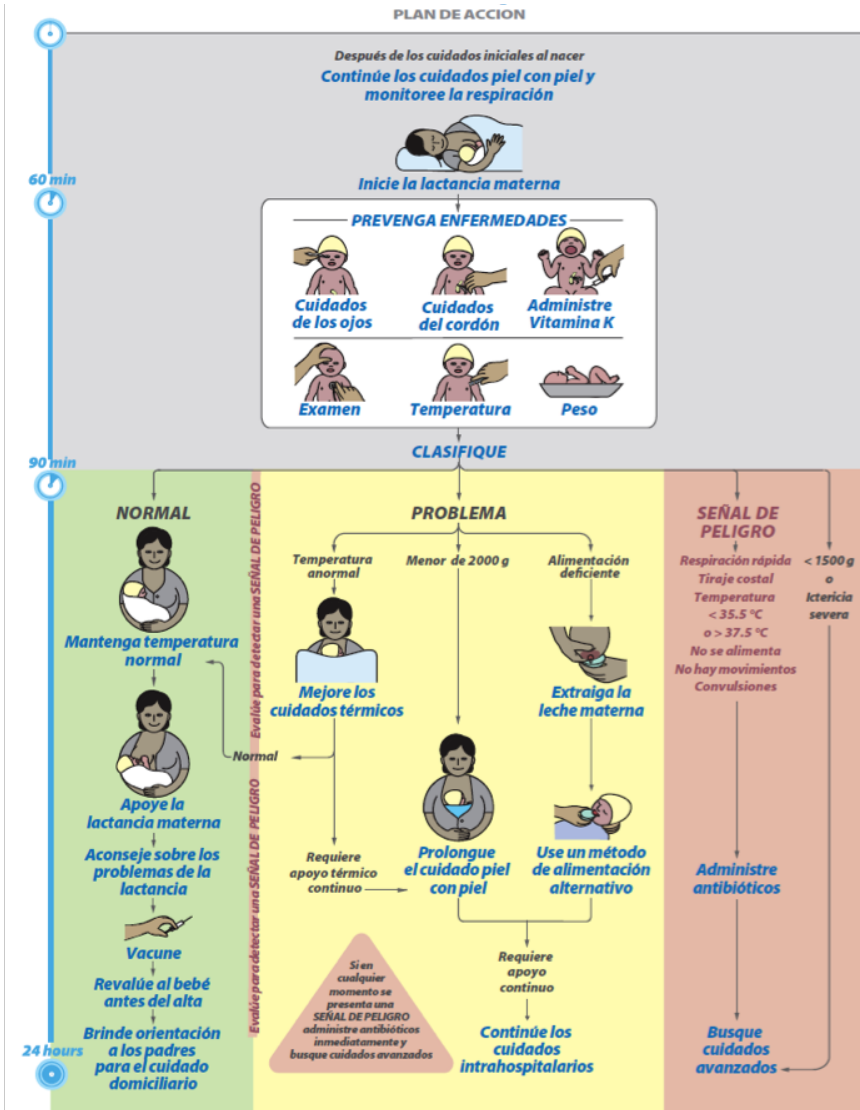 PLAN DE ACCIÓN
Después de los cuidados iniciales al nacer
Continúe los cuidados piel con piel y
monitoree la respiración
60 min
Inicie la lactancia materna
PREVENGA ENFERMEDADES
Cuidados
de los ojos
Cuidados
del cordón
Administre
Vitamina K
Examen
Temperatura
Peso
CLASIFIQUE
90 min
NORMAL
Mantenga temperatura
normal
Apoye la
lactancia materna
Aconseje sobre los
problemas de la
lactancia
Vacune
Revalúe al bebé
antes del alta
Brinde orientación
a los padres
para el cuidado
domiciliario
24 hours
Evalúe para detectar una SEÑAL DE PELIGRO
Evalúe para detectar una SEÑAL DE PELIGRO
PROBLEMA
Temperatura
anormal
Mejore los
cuidados térmicos
Normal
Requiere
apoyo térmico
continuo
Menor de 2000 g
Prolongue
el cuidado piel
con piel
Alimentación
deficiente
Extraiga la
leche materna
Use un método
de alimentación
alternativo
Requiere
apoyo
continuo
Continúe los
cuidados
intrahospitalarios
Si en
cualquier
momento se
presenta una
SEÑAL DE PELIGRO
administre antibióticos
inmediatamente y
busque cuidados avanzados
SEÑAL DE
PELIGRO
Respiración rápida
Tiraje costal
Temperatura
< 35.5 °C
o > 37.5 °C
No se alimenta
No hay movimientos
Convulsiones
< 1500 g
o
Ictericia
severa
Administre
antibióticos
Busque
cuidados
avanzados